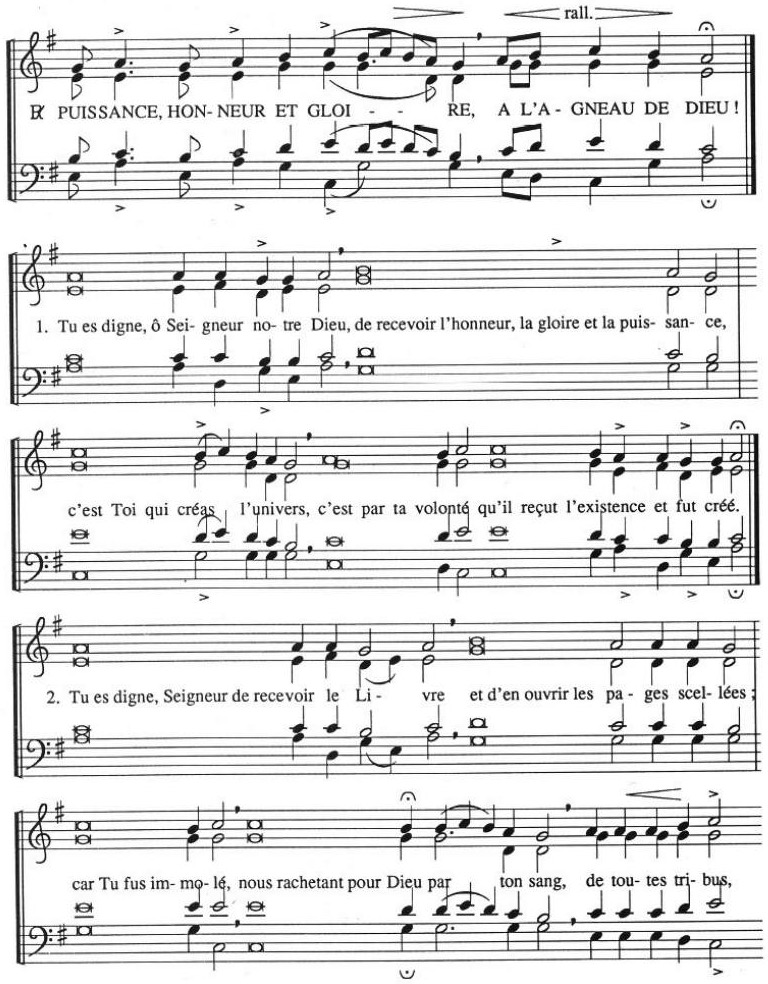 rall.
℟ PUISSANCE, HON- NEUR ET GLOI - - RE, A L'A - GNEAU DE DIEU !
1. Tu es digne, ô Sei- gneur no- tre Dieu, de recevoir l'honneur, la gloire et la puis- san- ce,
c'est Toi qui créas l'univers, c'est par ta volonté qu'il reçut l'existence et fut créé.
2. Tu es digne, Seigneur de recevoir le Li - vre et d'en ouvrir les pa - ges scel- lées ;
car Tu fus im- mo- lé, nous rachetant pour Dieu par ton sang, de tou- tes tri- bus,